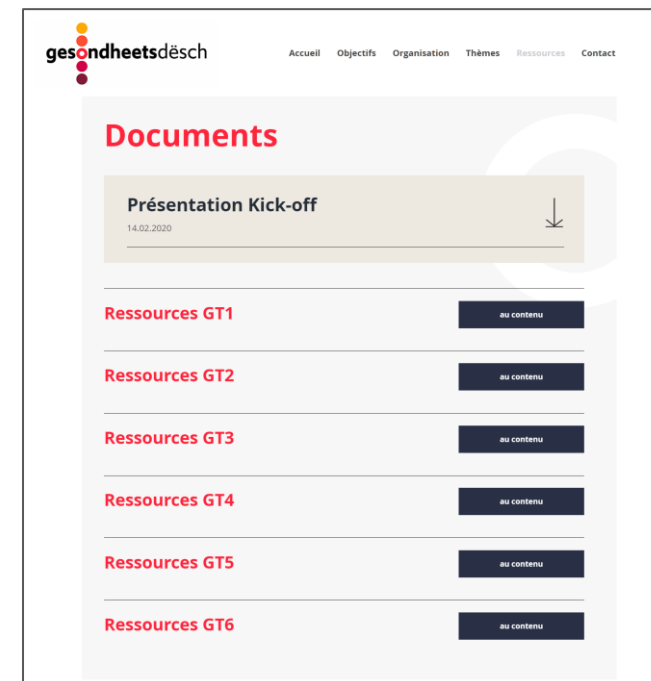 gesondheetsdësch
Accueil Objectifs Organisation Thèmes Ressources Contact
Documents
Présentation Kick-off
14.02.2020
Ressources GT1 au contenu
Ressources GT2 au contenu
Ressources GT3 au contenu
Ressources GT4 au contenu
Ressources GT5 au contenu
Ressources GT6 au contenu